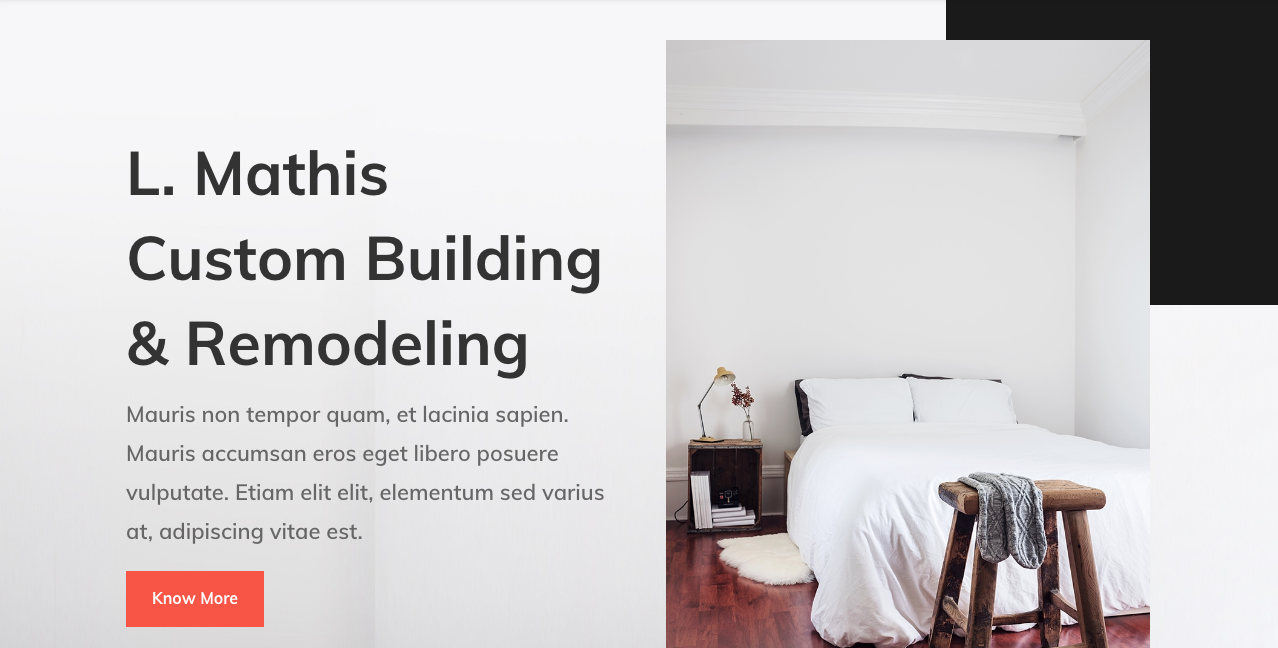 L. Mathis
Custom Building
& Remodeling
Mauris non tempor quam, et lacinia sapien.
Mauris accumsan eros eget libero posuere
vulputate. Etiam elit elit, elementum sed varius
at, adipiscing vitae est.
Know More